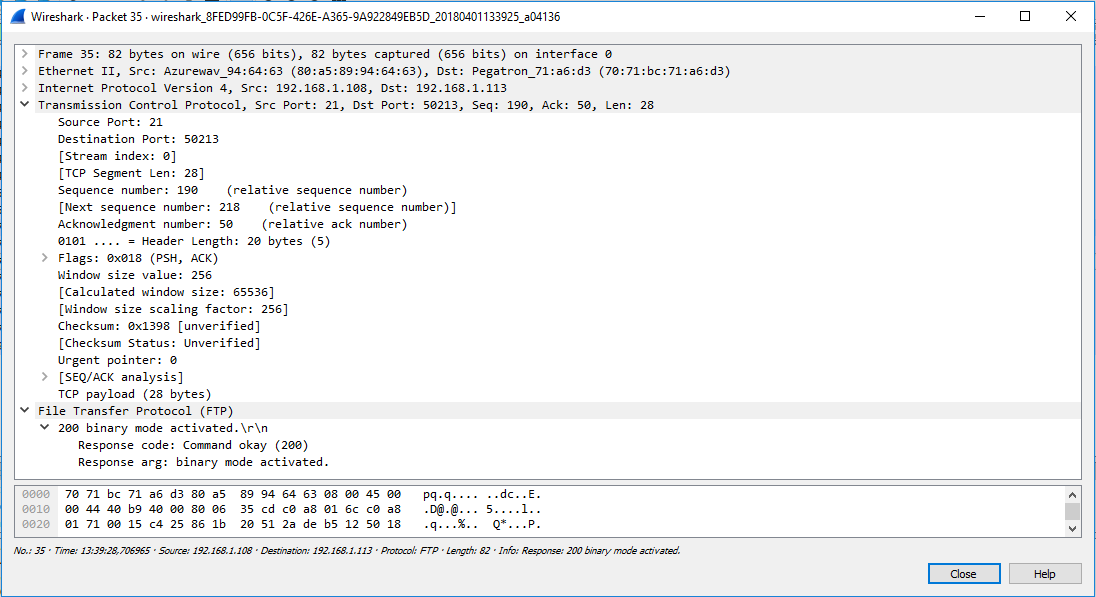 Wireshark · Packet 35 · wireshark_8FED99FB-0C5F-426E-A365-9A922849EB5D_20180401133925_a04136
Frame 35: 82 bytes on wire (656 bits), 82 bytes captured (656 bits) on interface 0
Ethernet II, Src: Azurewav_94:64:63 (80:a5:89:94:64:63), Dst: Pegatron_71:a6:d3 (70:71:bc:71:a6:d3)
Internet Protocol Version 4, Src: 192.168.1.108, Dst: 192.168.1.113
Transmission Control Protocol, Src Port: 21, Dst Port: 50213, Seq: 190, Ack: 50, Len: 28
Source Port: 21
Destination Port: 50213
[Stream index: 0]
[TCP Segment Len: 28]
Sequence number: 190    (relative sequence number)
[Next sequence number: 218    (relative sequence number)]
Acknowledgment number: 50    (relative ack number)
0101 .... = Header Length: 20 bytes (5)
Flags: 0x018 (PSH, ACK)
Window size value: 256
[Calculated window size: 65536]
[Window size scaling factor: 256]
Checksum: 0x1398 [unverified]
[Checksum Status: Unverified]
Urgent pointer: 0
[SEQ/ACK analysis]
TCP payload (28 bytes)
File Transfer Protocol (FTP)
200 binary mode activated.\r\n
Response code: Command okay (200)
Response arg: binary mode activated.
0000  70 71 bc 71 a6 d3 80 a5  89 94 64 63 08 00 45 00   pq.q.... ..dc..E.
0010  00 44 40 b9 40 00 80 06  35 cd c0 a8 01 6c c0 a8   .D@.@... 5....l..
0020  01 71 00 15 c4 25 86 1b  20 51 2a de b5 12 50 18   .q...%..  Q*...P.
No.: 35 · Time: 13:39:28,706965 · Source: 192.168.1.108 · Destination: 192.168.1.113 · Protocol: FTP · Length: 82 · Info: Response: 200 binary mode activated.
Close Help